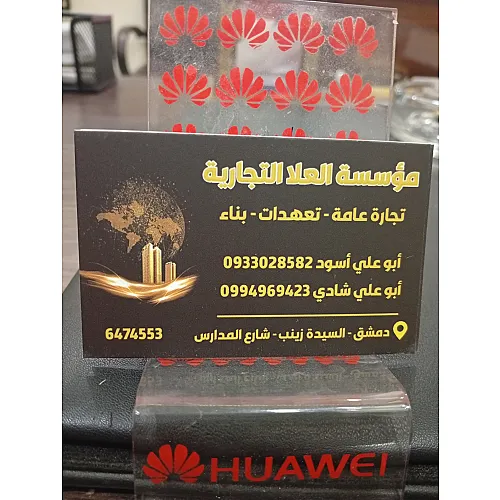 مؤسسة العلا التجارية
تجارة عامة - تعهدات - بناء
أبو علي أسود 0933028582
أبو علي شادي 0994969423
دمشق - السيدة زينب - شارع المدارس
6474553
HUAWEI